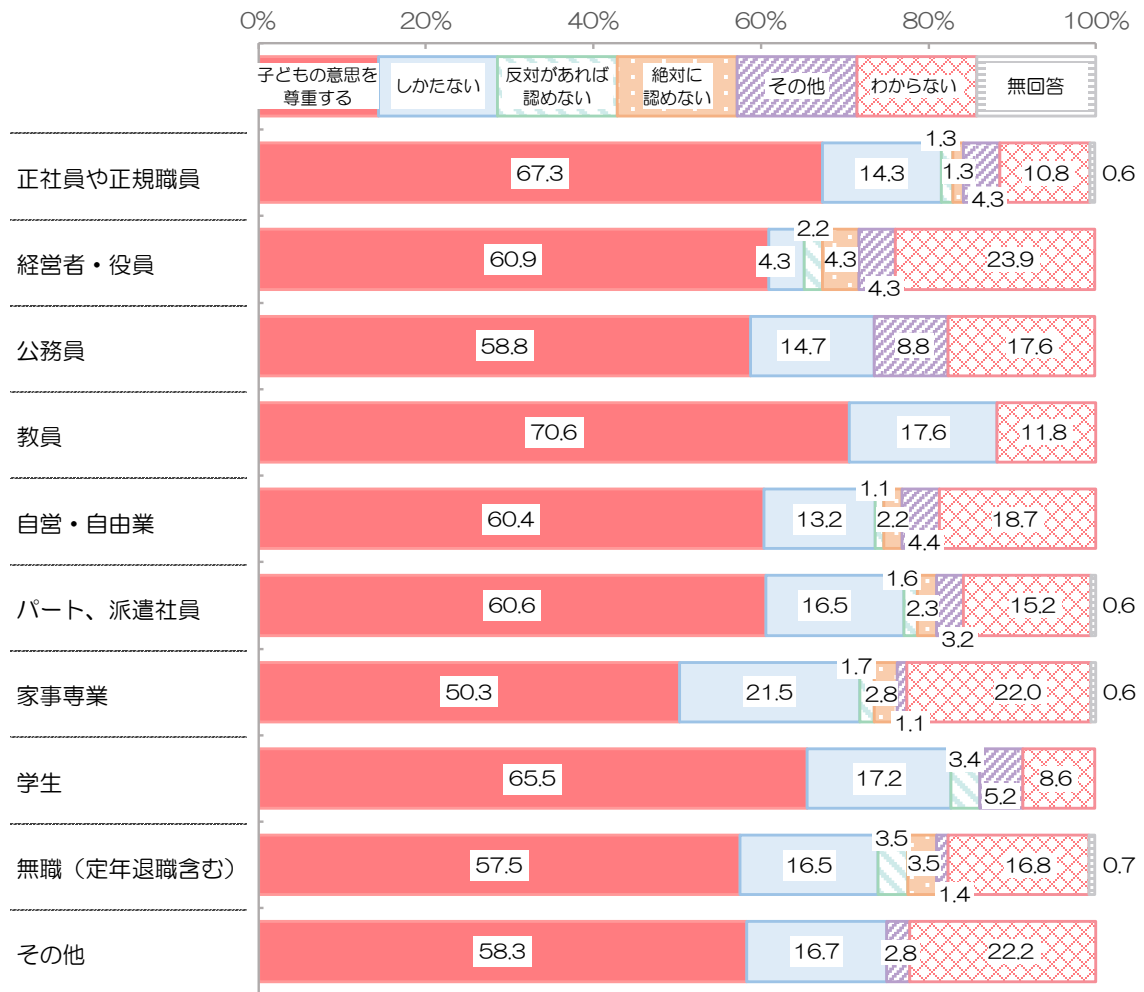 0% 20% 40% 60% 80% 100%
子どもの意思を
尊重する
しかたない
反対があれば
認めない
絶対に
認めない
その他
わからない
無回答
正社員や正規職員 67.3 14.3 1.3 1.3 4.3 10.8 0.6
経営者・役員 60.9 4.3 2.2 4.3 4.3 23.9
公務員 58.8 14.7 8.8 17.6
教員 70.6 17.6 11.8
自営・自由業 60.4 13.2 1.1 2.2 4.4 18.7
パート、派遣社員 60.6 16.5 1.6 2.3 3.2 15.2 0.6
家事専業 50.3 21.5 1.7 2.8 1.1 22.0 0.6
学生 65.5 17.2 3.4 5.2 8.6
無職（定年退職含む） 57.5 16.5 3.5 3.5 1.4 16.8 0.7
その他 58.3 16.7 2.8 22.2